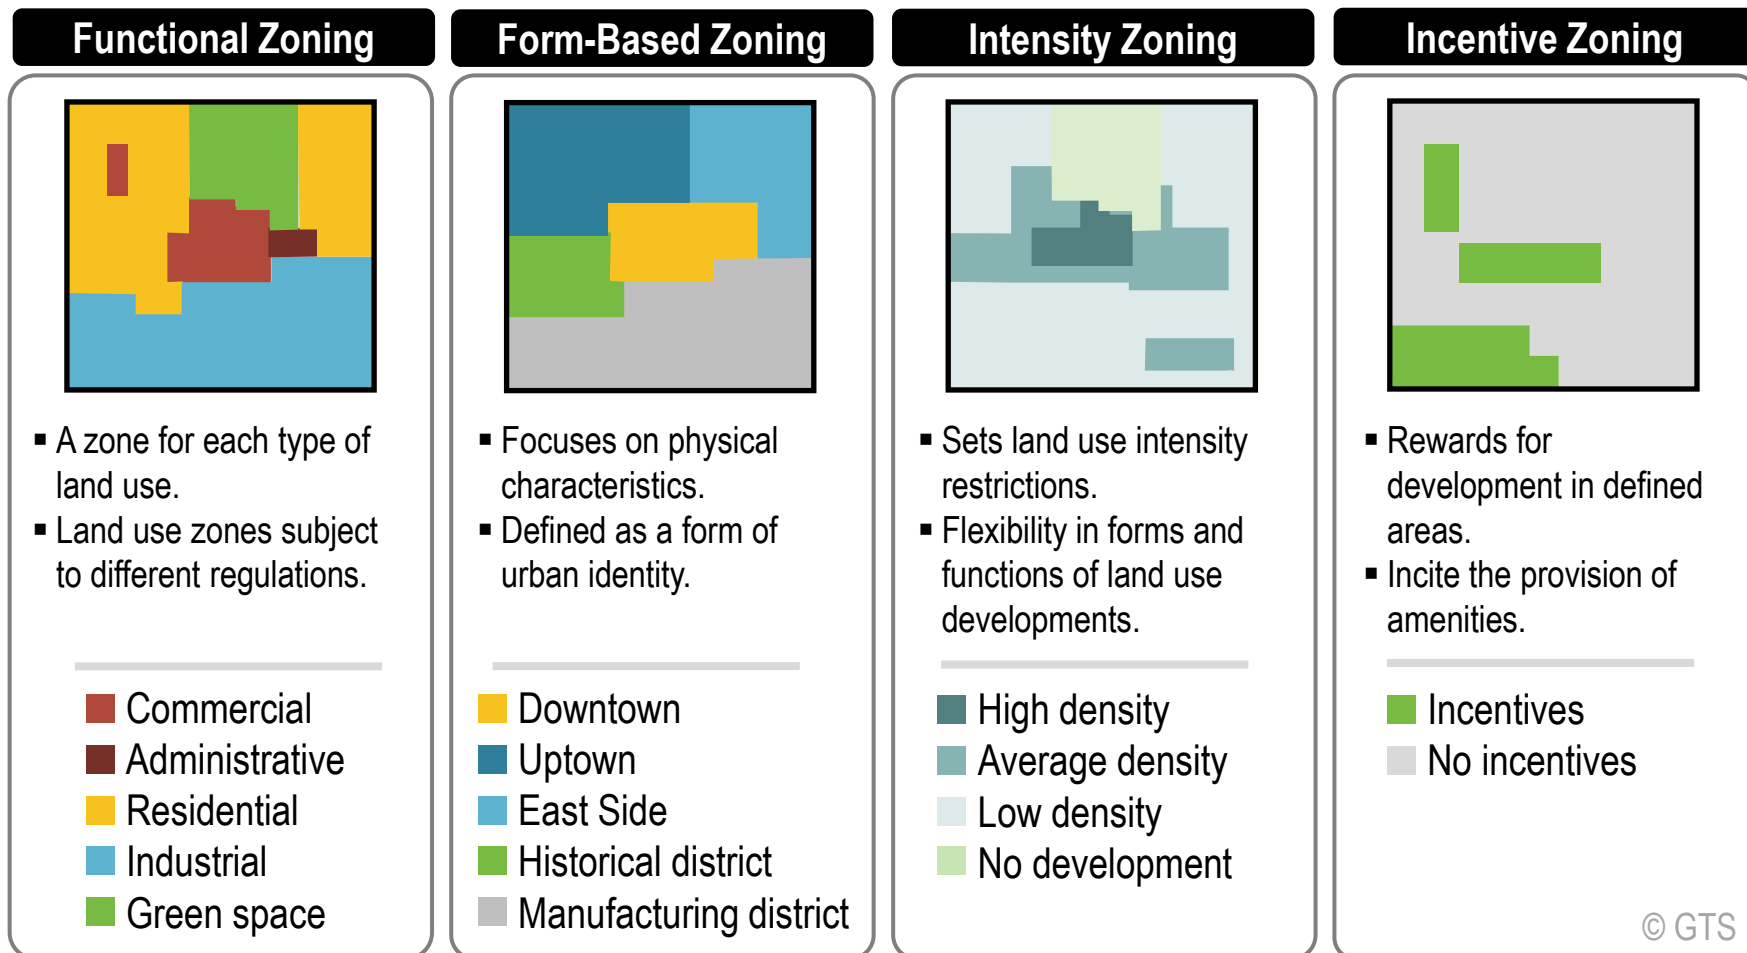 Functional Zoning
▪ A zone for each type of
land use.
▪ Land use zones subject
to different regulations.
Commercial
Administrative
Residential
Industrial
Green space
Form-Based Zoning
▪ Focuses on physical
characteristics.
▪ Defined as a form of
urban identity.
Downtown
Uptown
East Side
Historical district
Manufacturing district
Intensity Zoning
▪ Sets land use intensity
restrictions.
▪ Flexibility in forms and
functions of land use
developments.
High density
Average density
Low density
No development
Incentive Zoning
▪ Rewards for
development in defined
areas.
▪ Incite the provision of
amenities.
Incentives
No incentives
© GTS